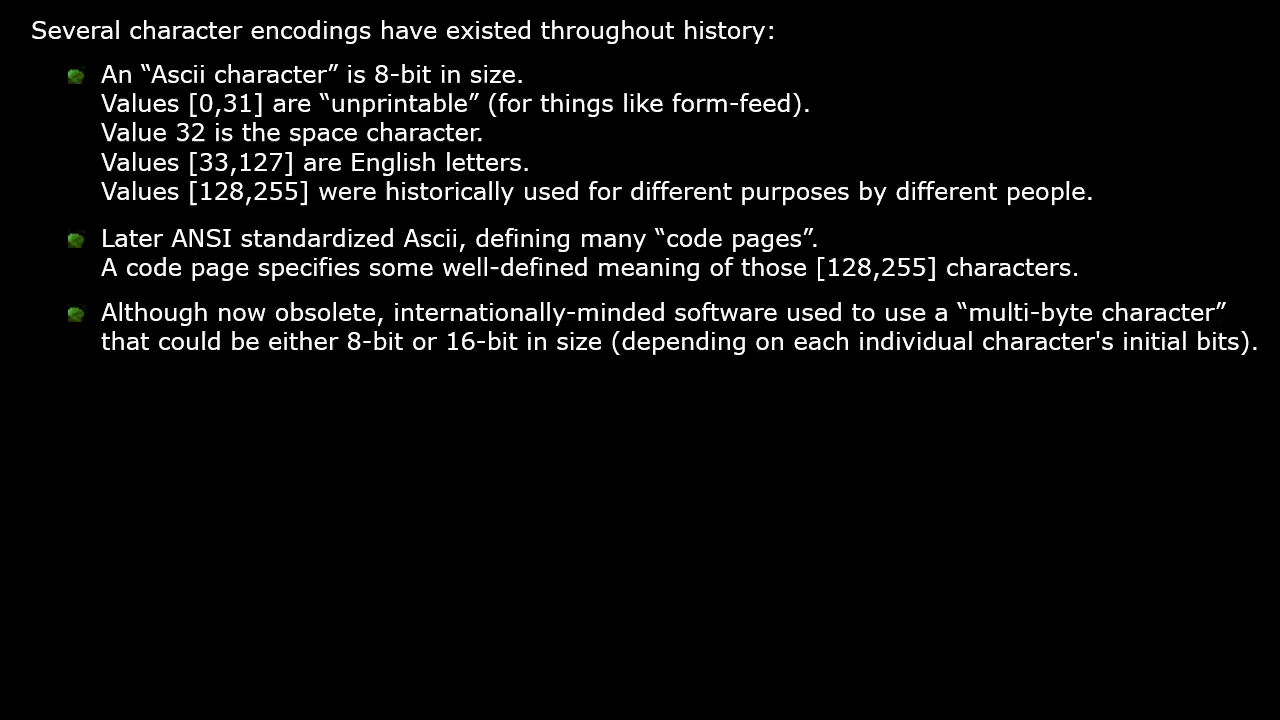 Several character encodings have existed throughout history:
An “Ascii character” is 8-bit in size.
Values [0,31] are “unprintable” (for things like form-feed).
Value 32 is the space character.
Values [33,127] are English letters.
Values [128,255] were historically used for different purposes by different people.
Later ANSI standardized Ascii, defining many “code pages”.
A code page specifies some well-defined meaning of those [128,255] characters.
Although now obsolete, internationally-minded software used to use a “multi-byte character”
that could be either 8-bit or 16-bit in size (depending on each individual character's initial bits).